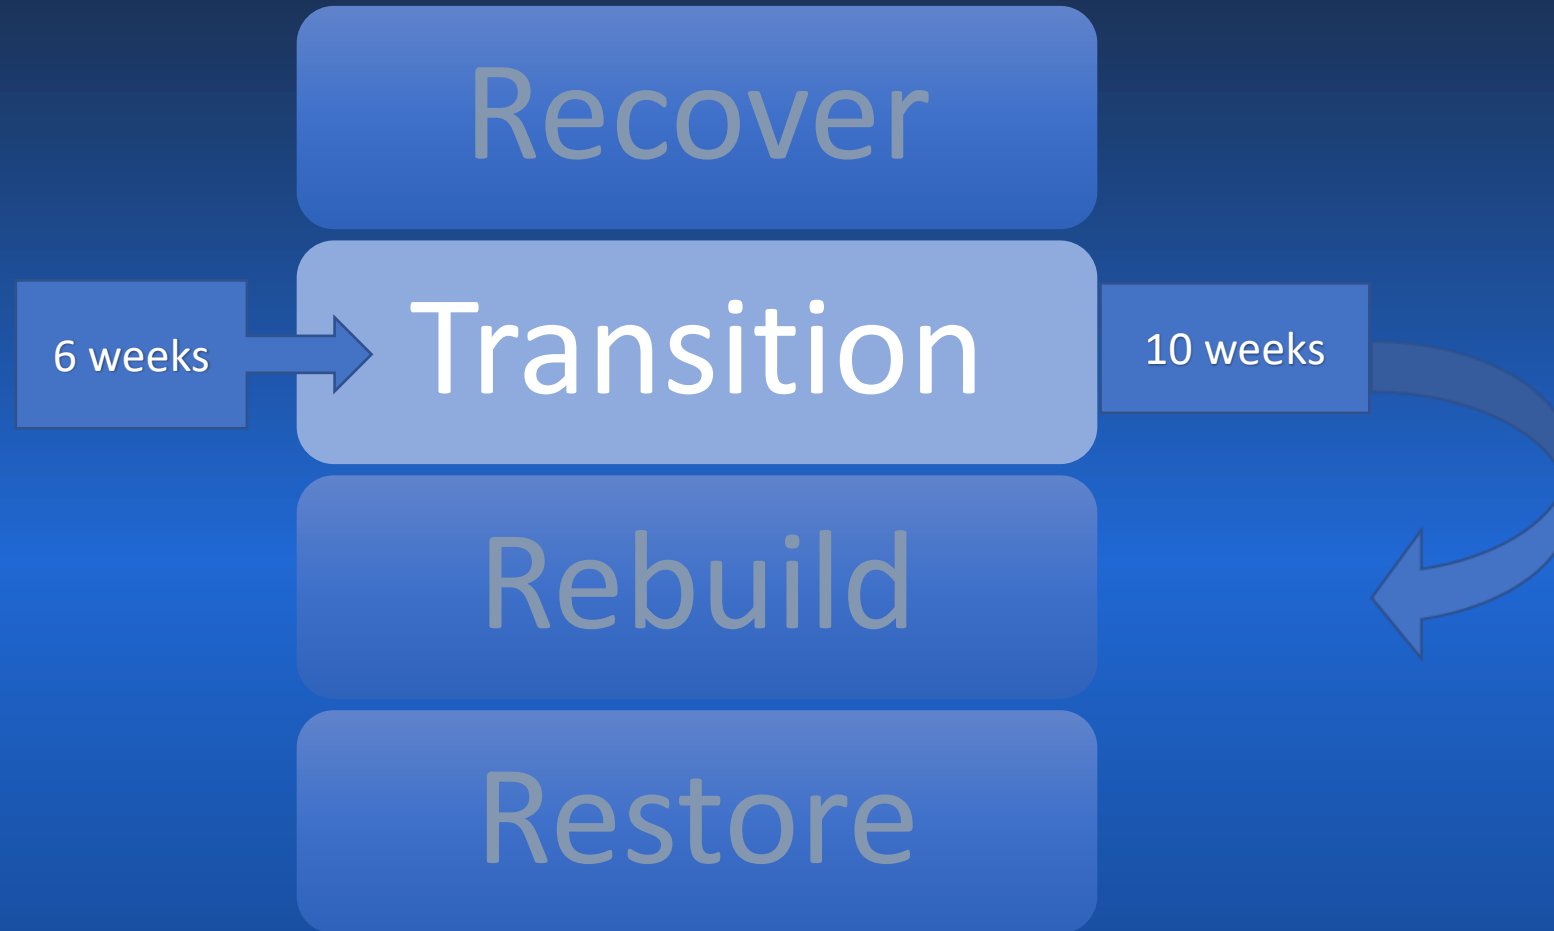 Recover
6 weeks
Transition
10 weeks
Rebuild
Restore